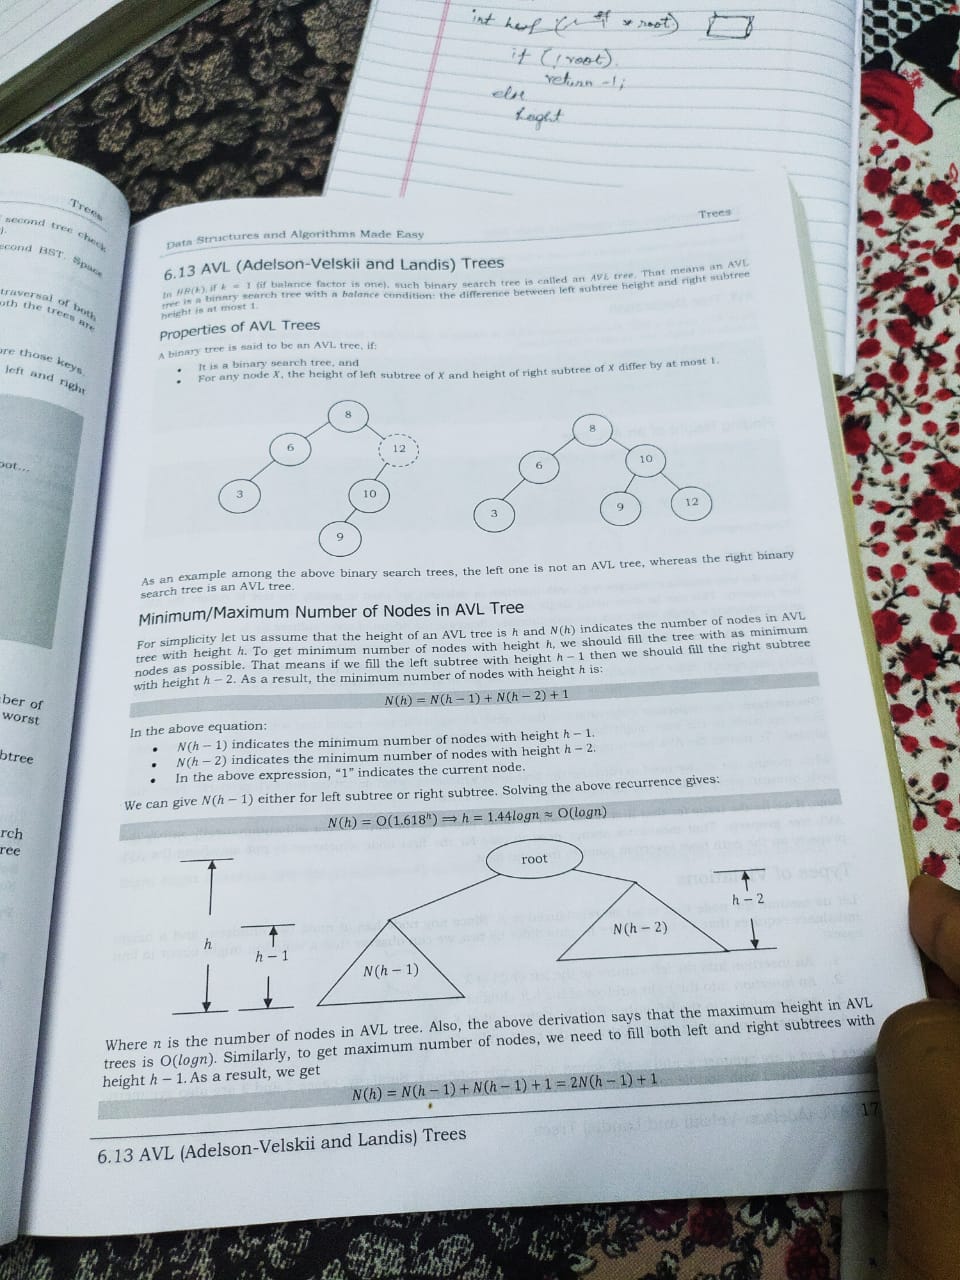 int heuf ( * root)
if (! root).
return -1;
else
height
Trees
second tree check
).
econd BST. Space
traversal of both
oth the trees are
ore those keys
left and right
oot...
ber of
worst
btree
rch
ree
Data Structures and Algorithms Made Easy
Trees
6.13 AVL (Adelson-Velskii and Landis) Trees
In HB(k), if k = 1 (if balance factor is one), such binary search tree is called an AVL tree. That means an AVL
tree is a binary search tree with a balance condition: the difference between left subtree height and right subtree
height is at most 1.
Properties of AVL Trees
A binary tree is said to be an AVL tree, if:
• It is a binary search tree, and
• For any node X, the height of left subtree of X and height of right subtree of X differ by at most 1.
8
6
12
3
10
9
8
6
10
3
9
12
As an example among the above binary search trees, the left one is not an AVL tree, whereas the right binary
search tree is an AVL tree.
Minimum/Maximum Number of Nodes in AVL Tree
For simplicity let us assume that the height of an AVL tree is h and N(h) indicates the number of nodes in AVL
tree with height h. To get minimum number of nodes with height h, we should fill the tree with as minimum
nodes as possible. That means if we fill the left subtree with height h − 1 then we should fill the right subtree
with height h − 2. As a result, the minimum number of nodes with height h is:
N(h) = N(h − 1) + N(h − 2) + 1
In the above equation:
• N(h − 1) indicates the minimum number of nodes with height h − 1.
• N(h − 2) indicates the minimum number of nodes with height h − 2.
• In the above expression, "1" indicates the current node.
We can give N(h − 1) either for left subtree or right subtree. Solving the above recurrence gives:
N(h) = O(1.618ʰ) ⟹ h = 1.44logn ≈ O(logn)
root
h
h − 1
N(h − 1)
N(h − 2)
h − 2
Where n is the number of nodes in AVL tree. Also, the above derivation says that the maximum height in AVL
trees is O(logn). Similarly, to get maximum number of nodes, we need to fill both left and right subtrees with
height h − 1. As a result, we get
N(h) = N(h − 1) + N(h − 1) + 1 = 2N(h − 1) + 1
6.13 AVL (Adelson-Velskii and Landis) Trees
17